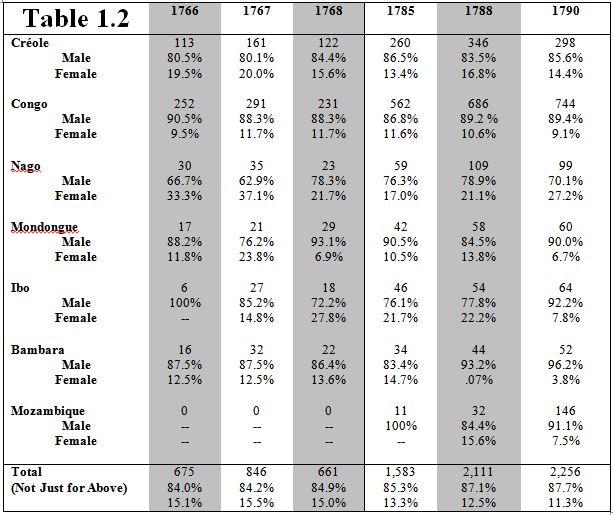 Table 1.2 1766 1767 1768 1785 1788 1790
Créole 113 161 122 260 346 298
Male 80.5% 80.1% 84.4% 86.5% 83.5% 85.6%
Female 19.5% 20.0% 15.6% 13.4% 16.8% 14.4%
Congo 252 291 231 562 686 744
Male 90.5% 88.3% 88.3% 86.8% 89.2 % 89.4%
Female 9.5% 11.7% 11.7% 11.6% 10.6% 9.1%
Nago 30 35 23 59 109 99
Male 66.7% 62.9% 78.3% 76.3% 78.9% 70.1%
Female 33.3% 37.1% 21.7% 17.0% 21.1% 27.2%
Mondongue 17 21 29 42 58 60
Male 88.2% 76.2% 93.1% 90.5% 84.5% 90.0%
Female 11.8% 23.8% 6.9% 10.5% 13.8% 6.7%
Ibo 6 27 18 46 54 64
Male 100% 85.2% 72.2% 76.1% 77.8% 92.2%
Female -- 14.8% 27.8% 21.7% 22.2% 7.8%
Bambara 16 32 22 34 44 52
Male 87.5% 87.5% 86.4% 83.4% 93.2% 96.2%
Female 12.5% 12.5% 13.6% 14.7% .07% 3.8%
Mozambique 0 0 0 11 32 146
Male -- -- -- 100% 84.4% 91.1%
Female -- -- -- -- 15.6% 7.5%
Total 675 846 661 1,583 2,111 2,256
(Not Just for Above) 84.0% 84.2% 84.9% 85.3% 87.1% 87.7%
15.1% 15.5% 15.0% 13.3% 12.5% 11.3%